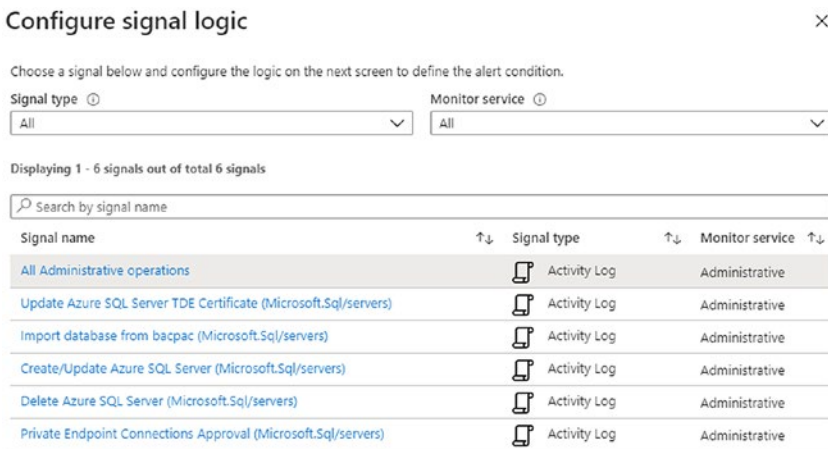 Configure signal logic
Choose a signal below and configure the logic on the next screen to define the alert condition.
Signal type Monitor service
All All
Displaying 1 - 6 signals out of total 6 signals
Search by signal name
Signal name Signal type Monitor service
All Administrative operations Activity Log Administrative
Update Azure SQL Server TDE Certificate (Microsoft.Sql/servers) Activity Log Administrative
Import database from bacpac (Microsoft.Sql/servers) Activity Log Administrative
Create/Update Azure SQL Server (Microsoft.Sql/servers) Activity Log Administrative
Delete Azure SQL Server (Microsoft.Sql/servers) Activity Log Administrative
Private Endpoint Connections Approval (Microsoft.Sql/servers) Activity Log Administrative